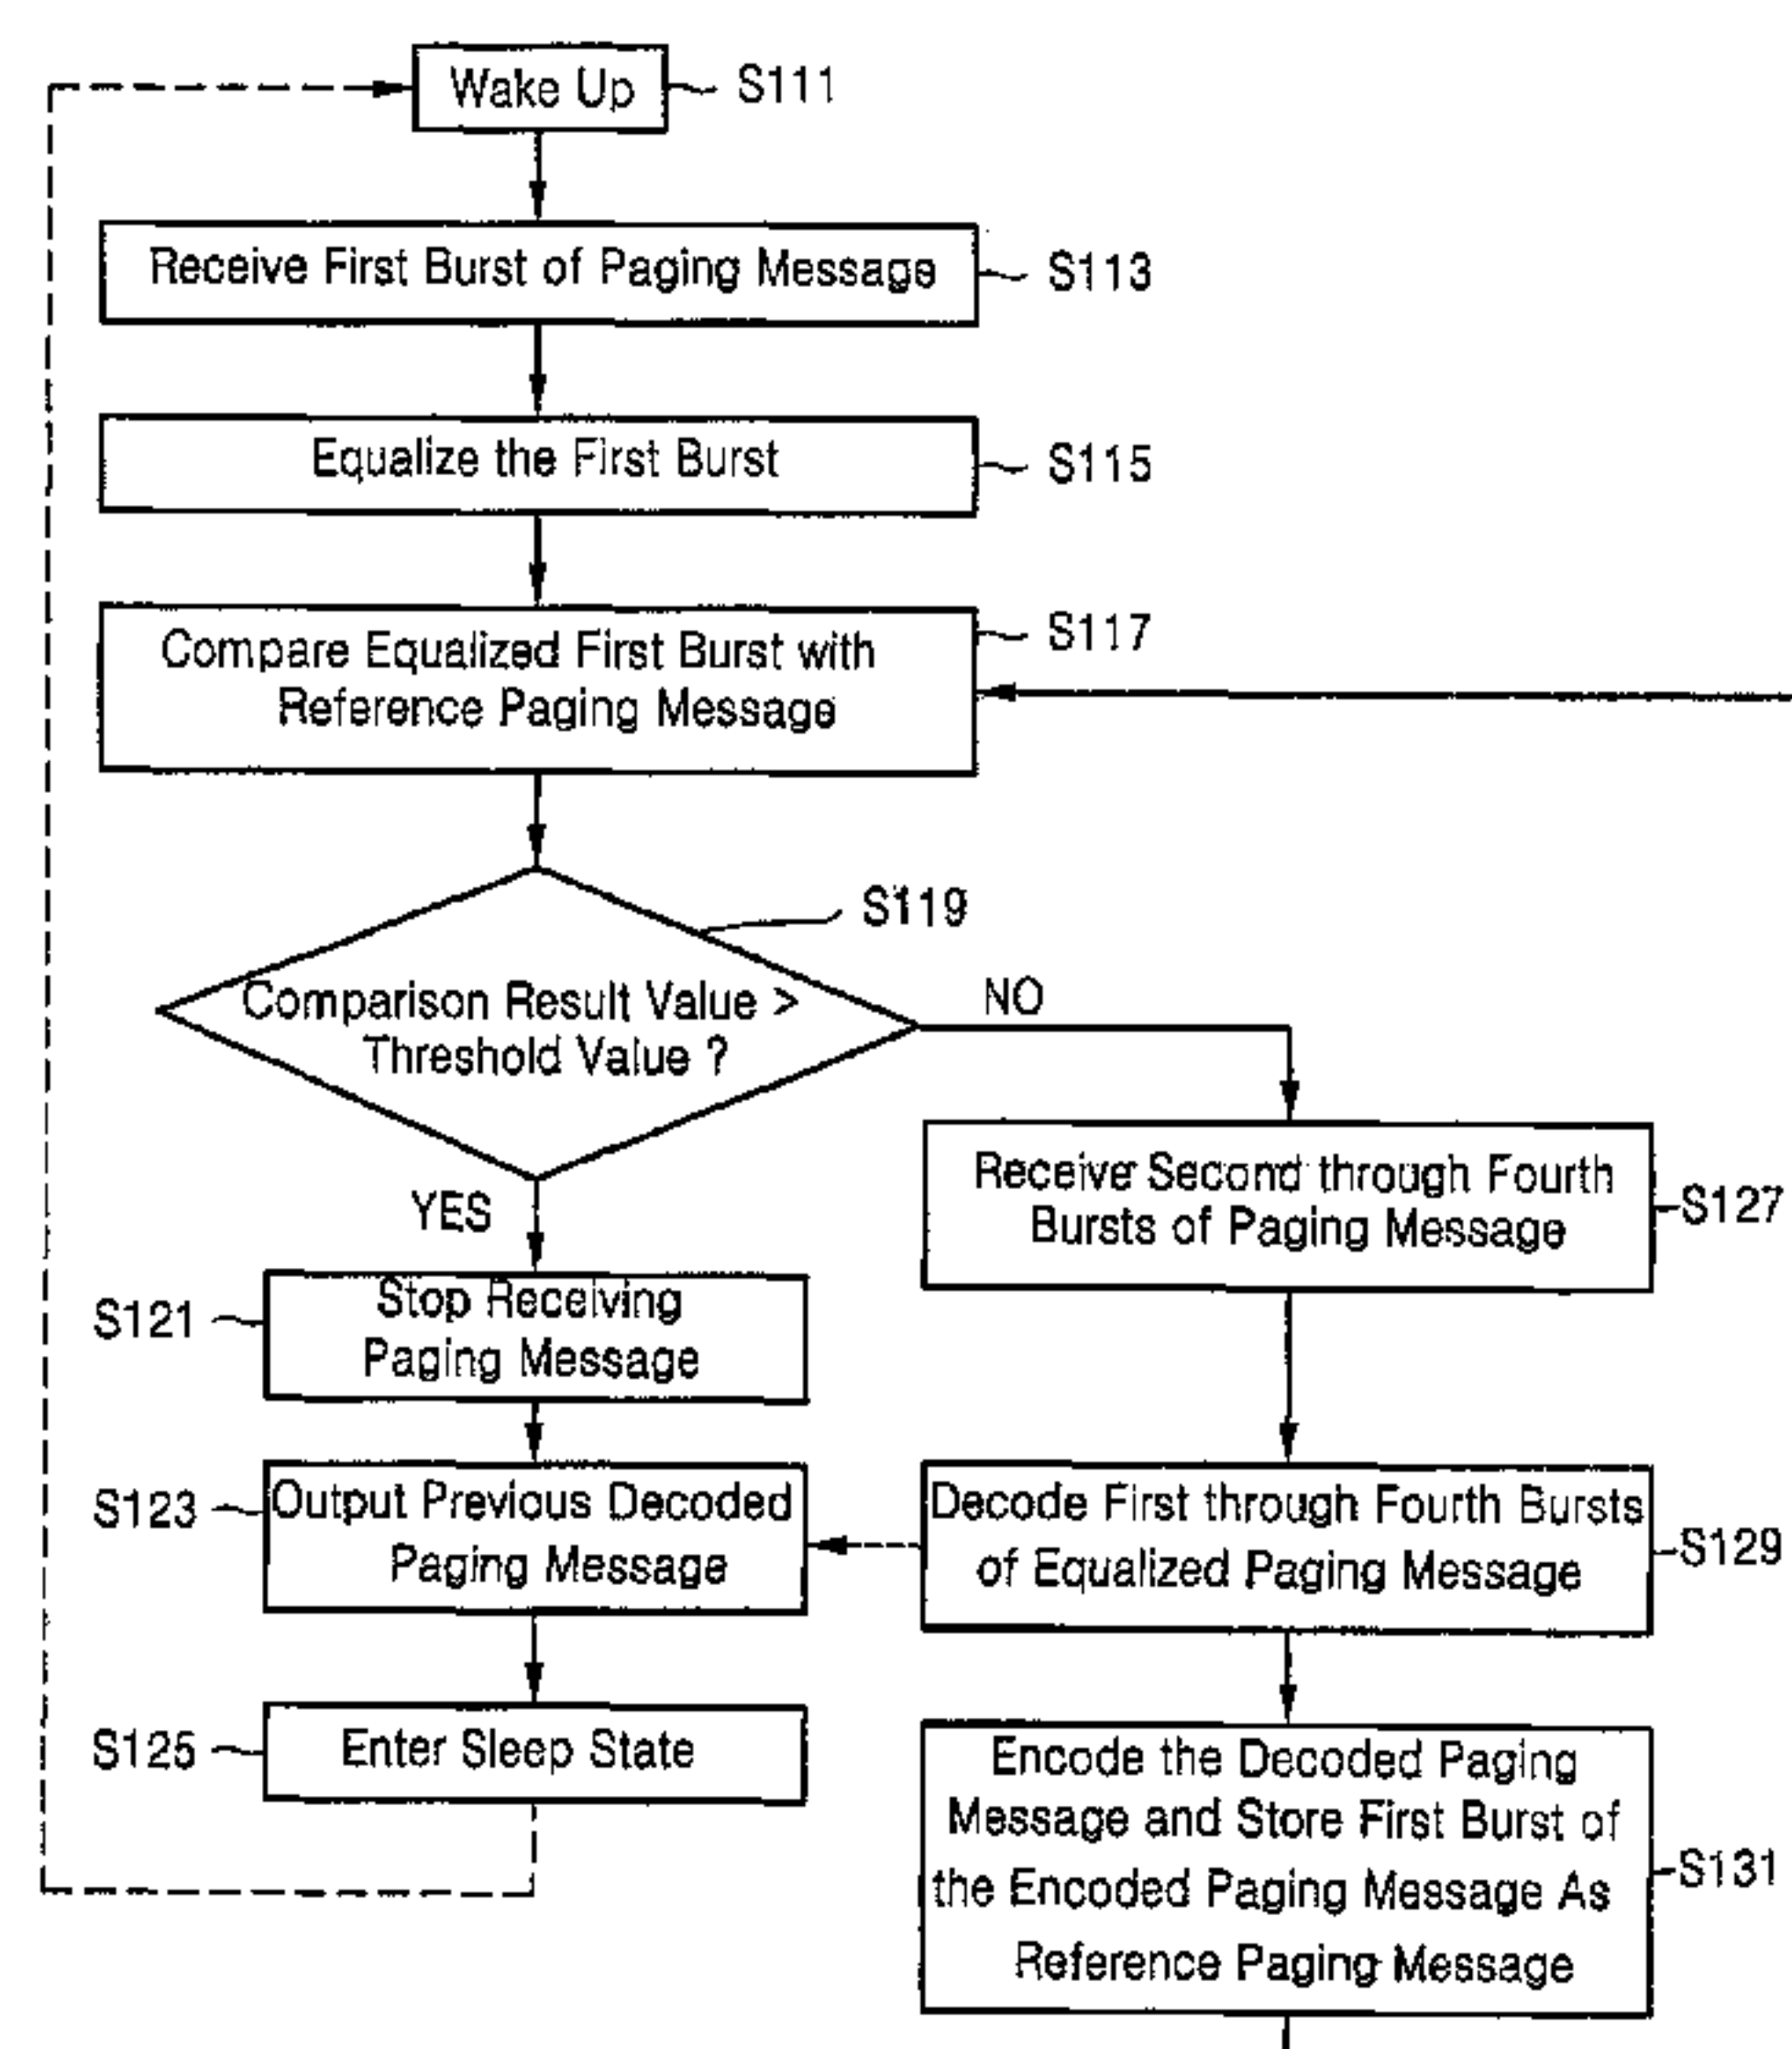 Wake Up
S111
Receive First Burst of Paging Message
S113
Equalize the First Burst
S115
Compare Equalized First Burst with
Reference Paging Message
S117
S119
Comparison Result Value >
Threshold Value ?
NO
YES
Receive Second through Fourth
Bursts of Paging Message
S127
S121
Stop Receiving
Paging Message
S123
Output Previous Decoded
Paging Message
Decode First through Fourth Bursts
of Equalized Paging Message
S129
S125
Enter Sleep State
Encode the Decoded Paging
Message and Store First Burst of
the Encoded Paging Message As
Reference Paging Message
S131